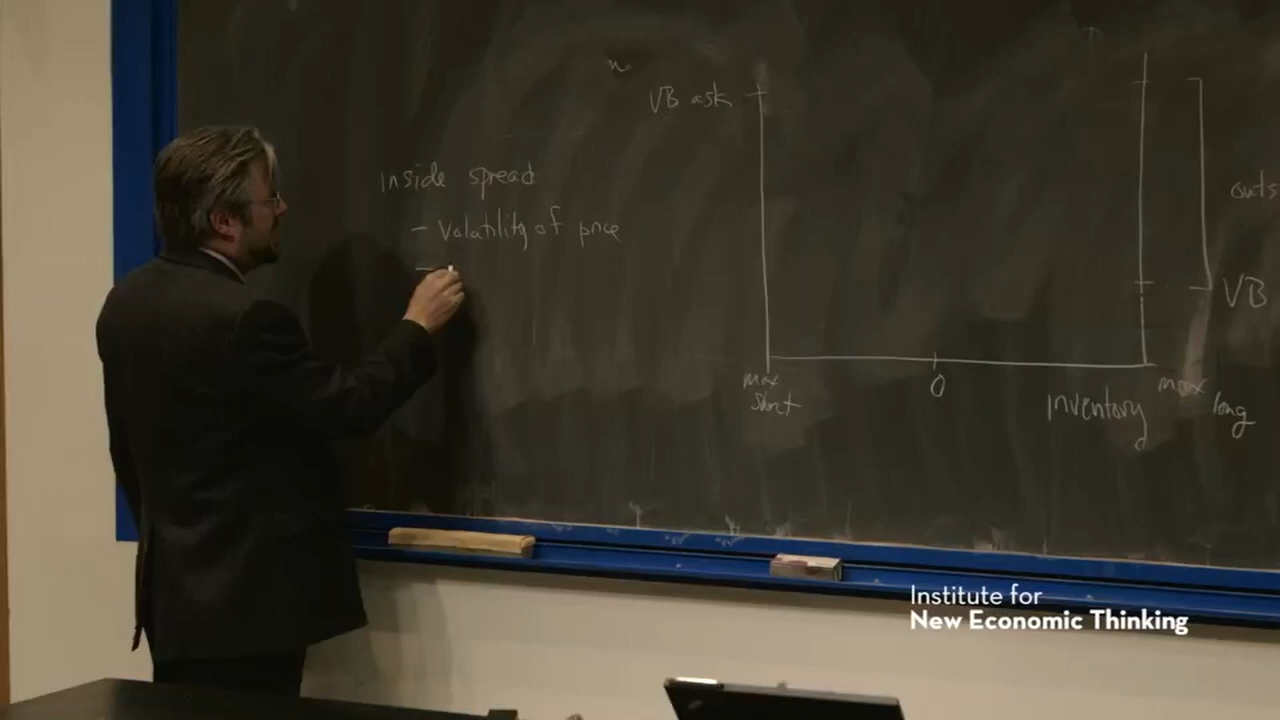 VB ask
Inside spread
– Volatility of price
–
outs
VB
max
short
0
Inventory
max
long
Institute for
New Economic Thinking